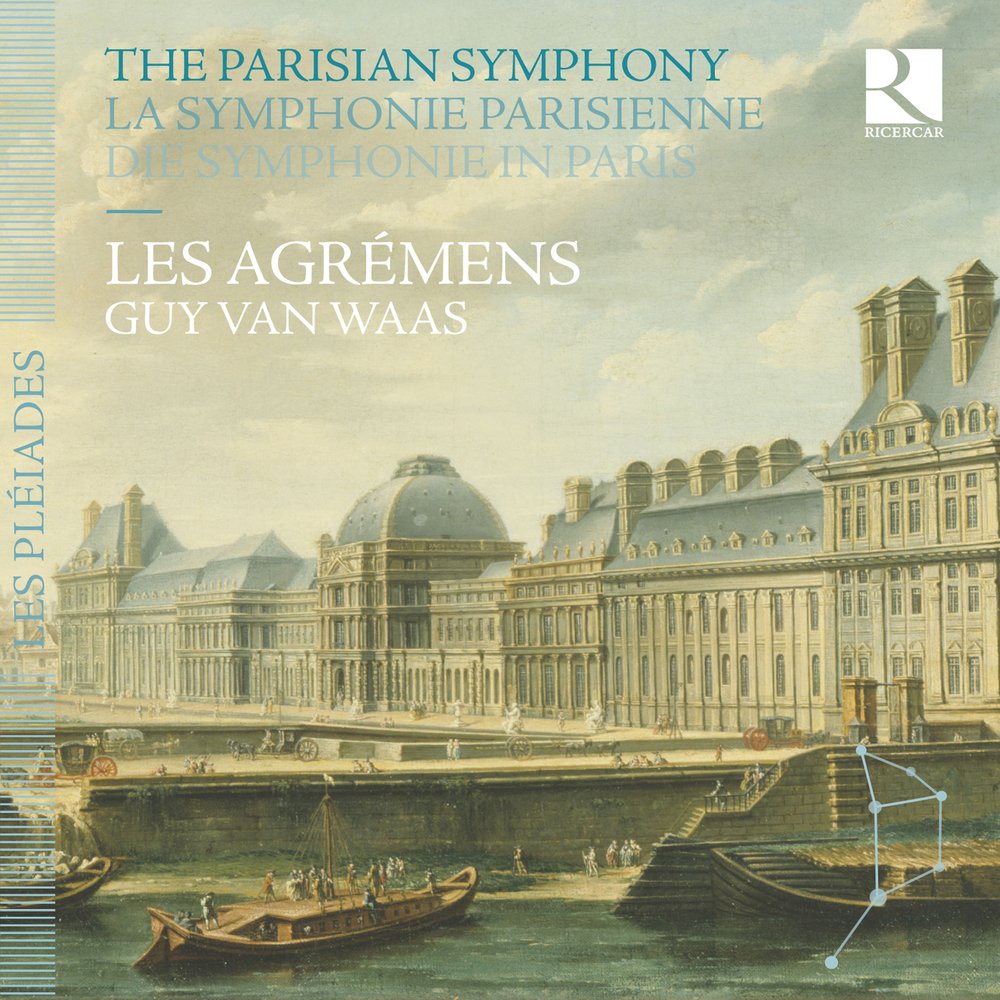 THE PARISIAN SYMPHONY
LA SYMPHONIE PARISIENNE
DIE SYMPHONIE IN PARIS
LES AGRÉMENS
GUY VAN WAAS
R
RICERCAR
LES PLÉIADES